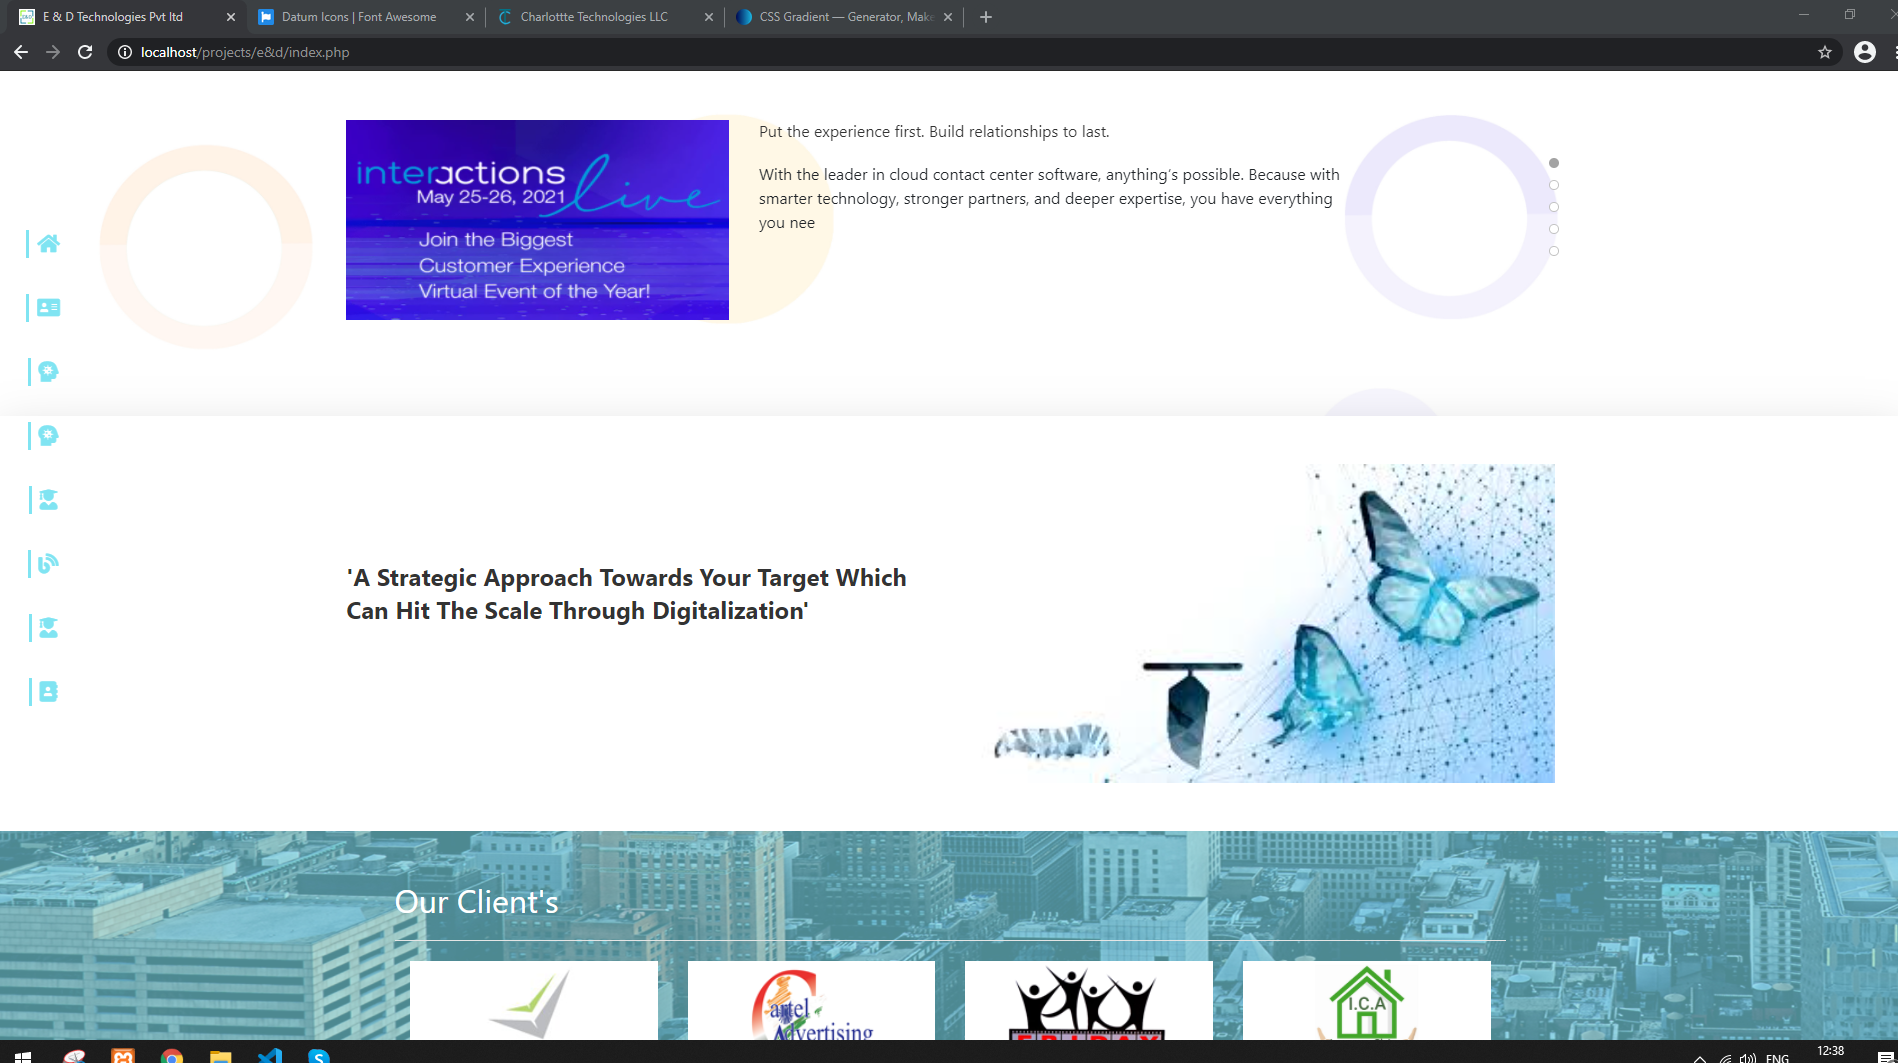 E & D Technologies Pvt ltd
Datum Icons | Font Awesome
Charlottte Technologies LLC
CSS Gradient — Generator, Make
localhost/projects/e&d/index.php
interactions
live
May 25-26, 2021
Join the Biggest
Customer Experience
Virtual Event of the Year!
Put the experience first. Build relationships to last.
With the leader in cloud contact center software, anything's possible. Because with
smarter technology, stronger partners, and deeper expertise, you have everything
you nee
'A Strategic Approach Towards Your Target Which
Can Hit The Scale Through Digitalization'
Our Client's
artel
Advertising
FRIDAY
I.C.A
12:38
ENG